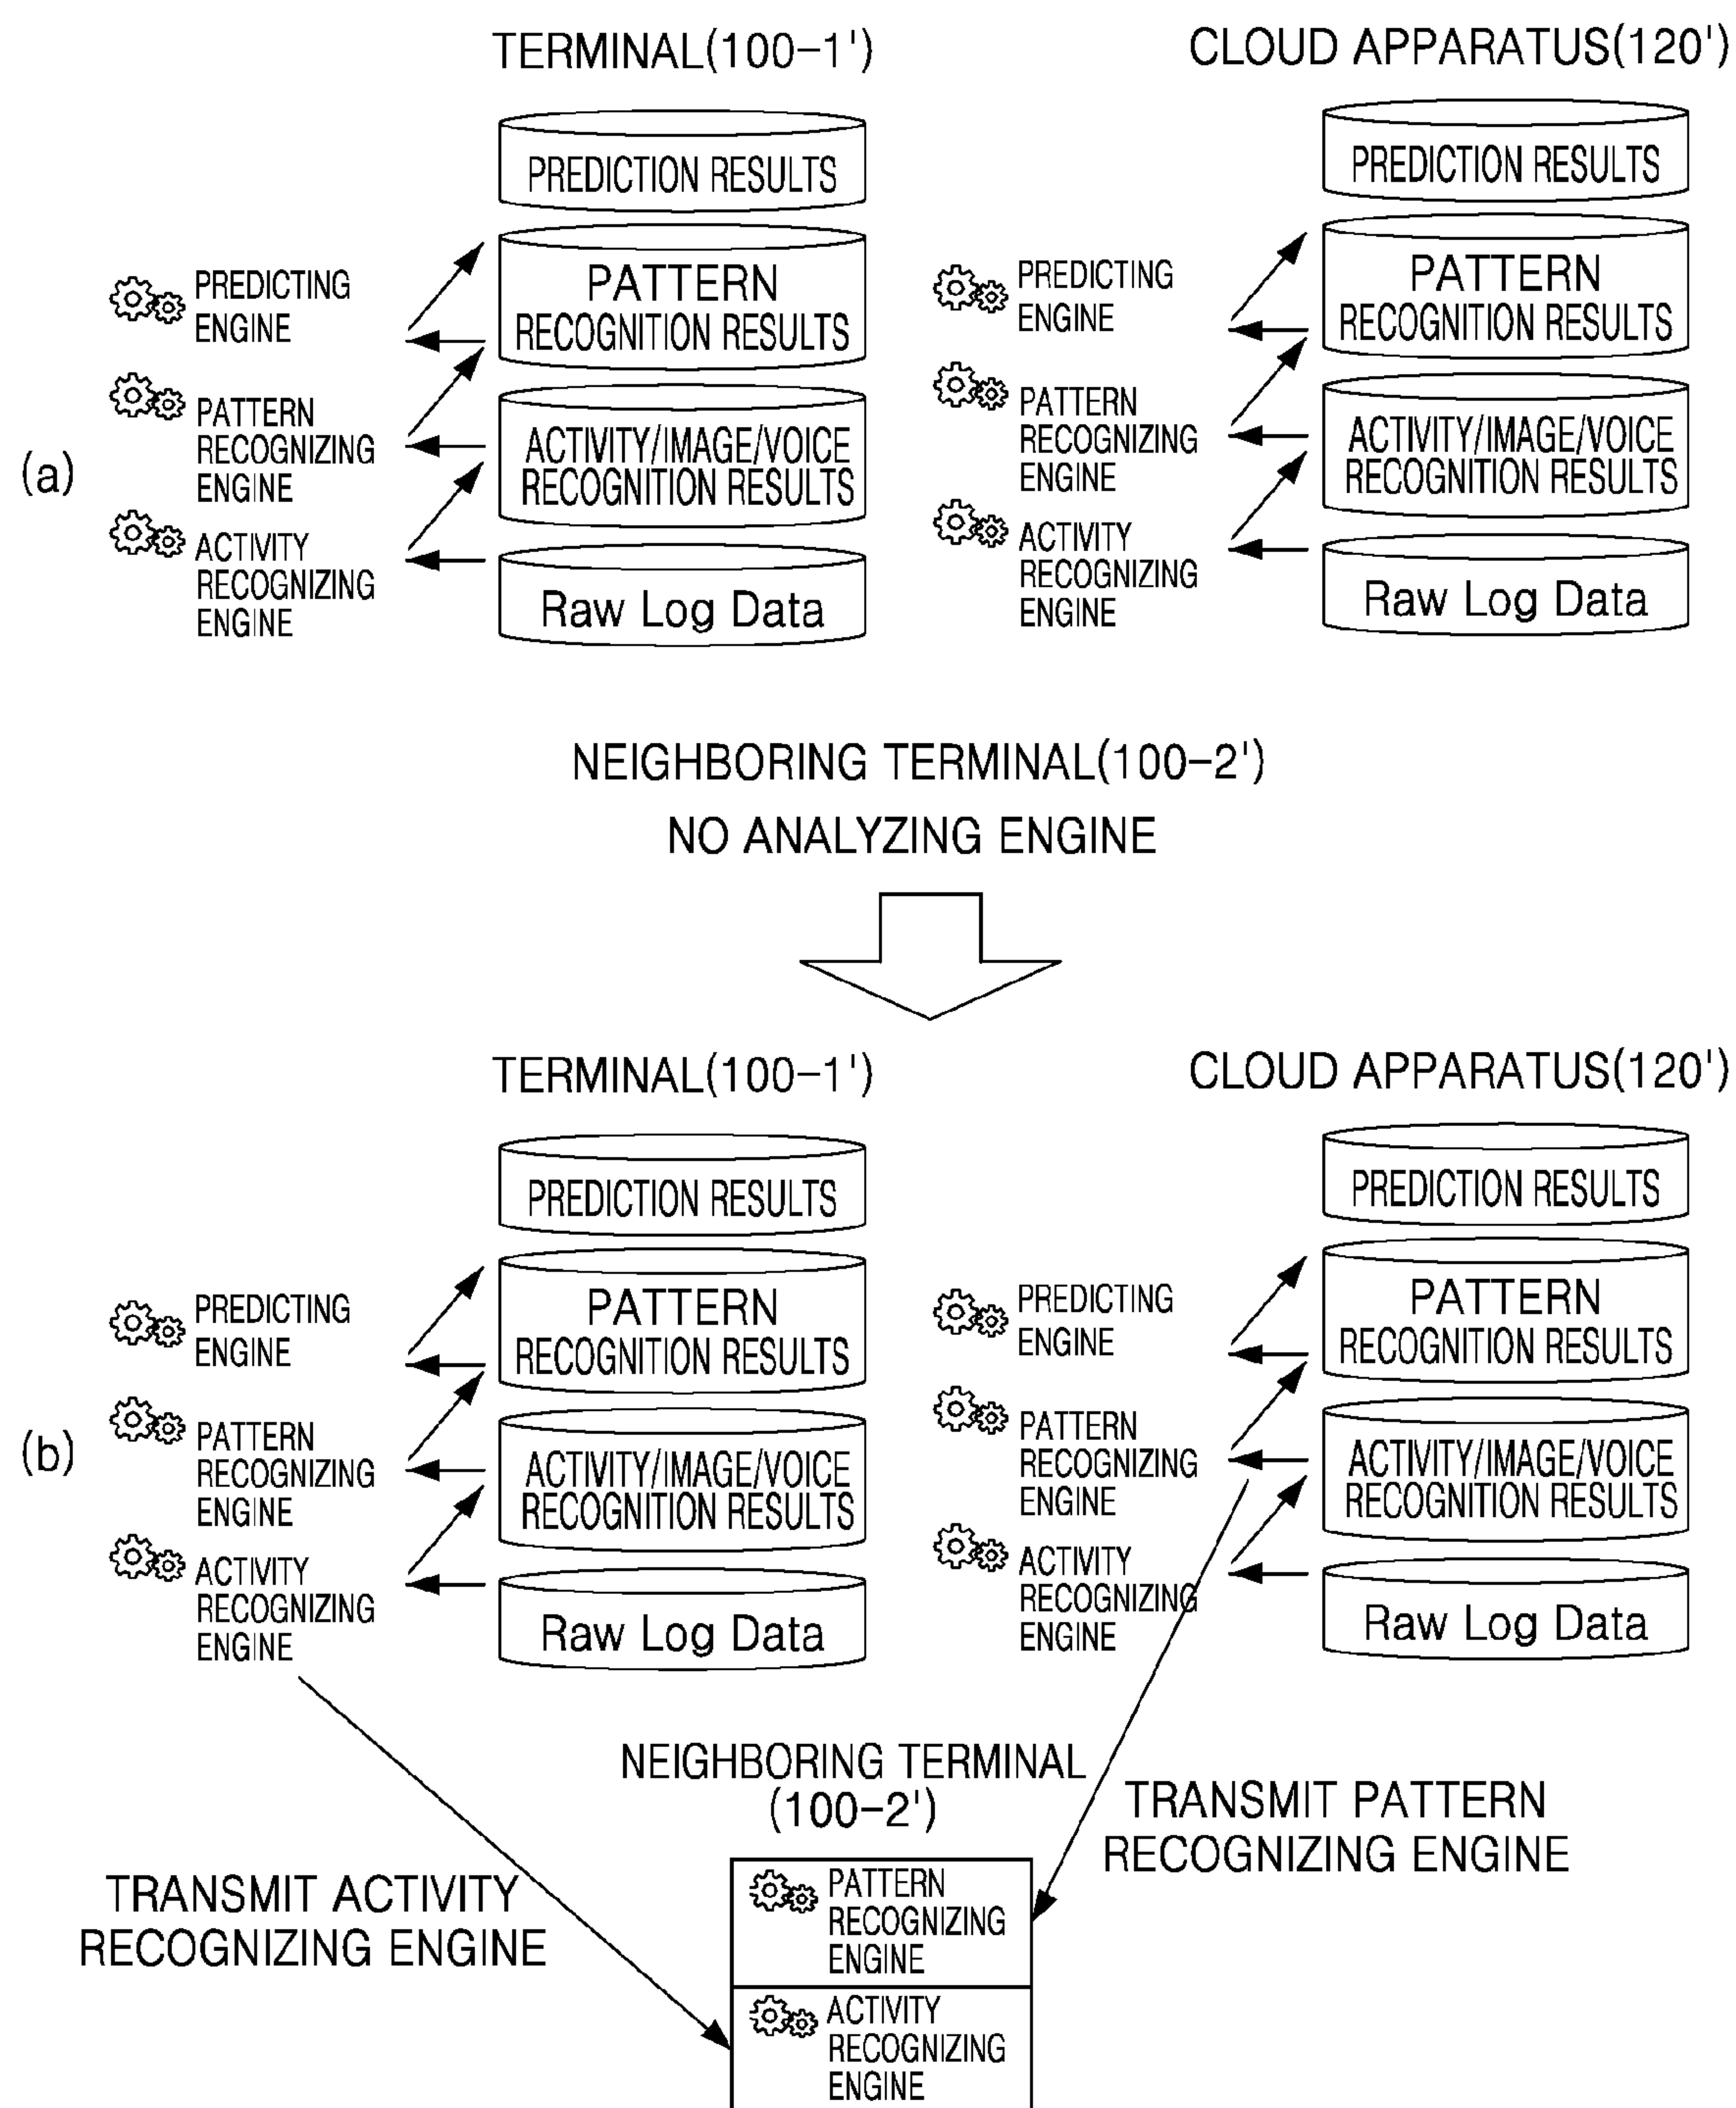 TERMINAL(100-1')
CLOUD APPARATUS(120')
(a)
PREDICTING
ENGINE
PATTERN
RECOGNIZING
ENGINE
ACTIVITY
RECOGNIZING
ENGINE
PREDICTION RESULTS
PATTERN
RECOGNITION RESULTS
ACTIVITY/IMAGE/VOICE
RECOGNITION RESULTS
Raw Log Data
PREDICTING
ENGINE
PATTERN
RECOGNIZING
ENGINE
ACTIVITY
RECOGNIZING
ENGINE
PREDICTION RESULTS
PATTERN
RECOGNITION RESULTS
ACTIVITY/IMAGE/VOICE
RECOGNITION RESULTS
Raw Log Data
NEIGHBORING TERMINAL(100-2')
NO ANALYZING ENGINE
TERMINAL(100-1')
CLOUD APPARATUS(120')
(b)
PREDICTING
ENGINE
PATTERN
RECOGNIZING
ENGINE
ACTIVITY
RECOGNIZING
ENGINE
PREDICTION RESULTS
PATTERN
RECOGNITION RESULTS
ACTIVITY/IMAGE/VOICE
RECOGNITION RESULTS
Raw Log Data
PREDICTING
ENGINE
PATTERN
RECOGNIZING
ENGINE
ACTIVITY
RECOGNIZING
ENGINE
PREDICTION RESULTS
PATTERN
RECOGNITION RESULTS
ACTIVITY/IMAGE/VOICE
RECOGNITION RESULTS
Raw Log Data
NEIGHBORING TERMINAL
(100-2')
TRANSMIT PATTERN
RECOGNIZING ENGINE
TRANSMIT ACTIVITY
RECOGNIZING ENGINE
PATTERN
RECOGNIZING
ENGINE
ACTIVITY
RECOGNIZING
ENGINE